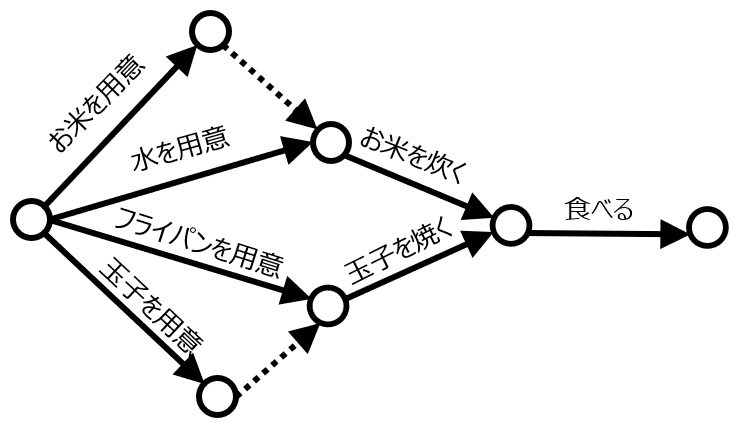 お米を用意
水を用意
お米を炊く
フライパンを用意
玉子を用意
玉子を焼く
食べる